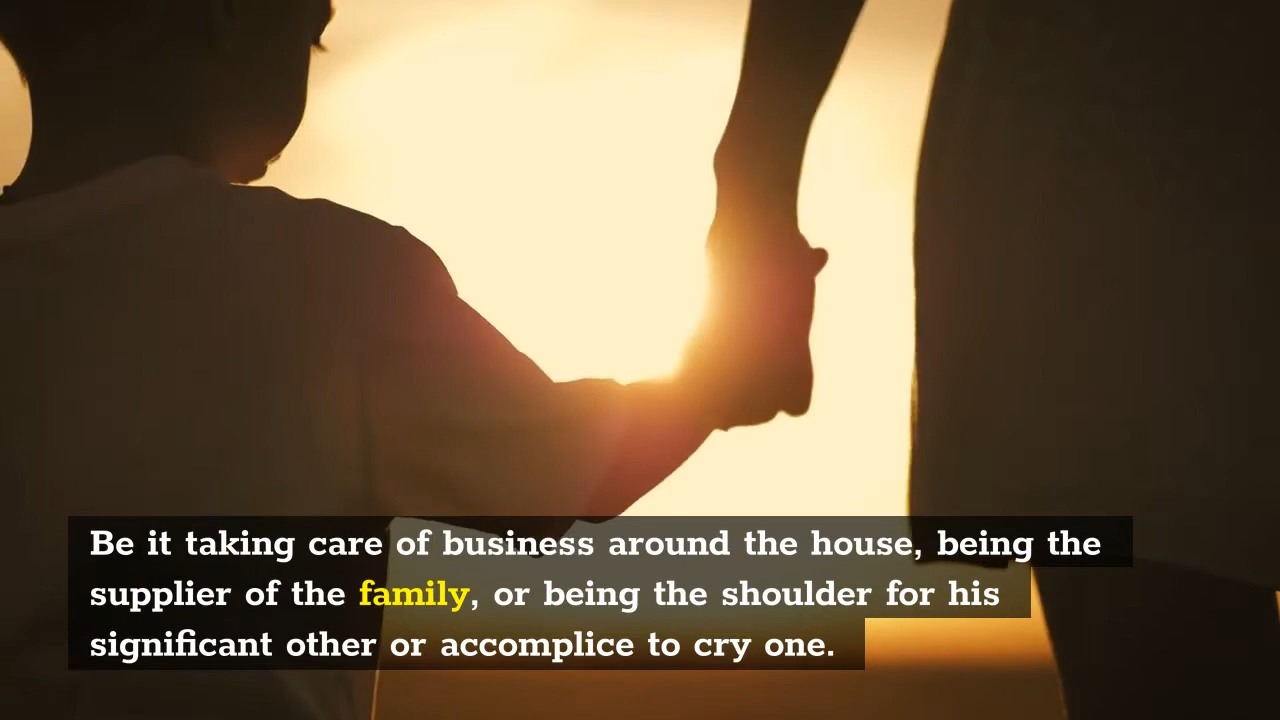 Be it taking care of business around the house, being the
supplier of the family, or being the shoulder for his
significant other or accomplice to cry one.